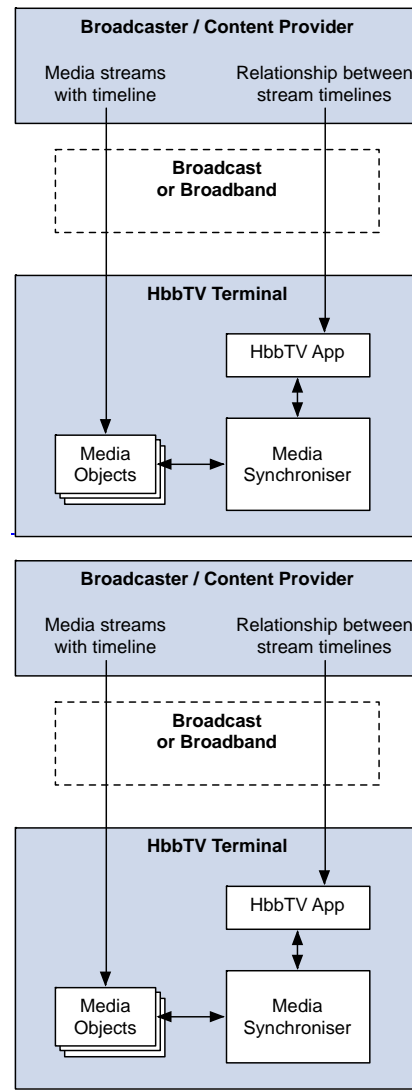 Broadcaster / Content Provider
Media streams
with timeline
Relationship between
stream timelines
Broadcast
or Broadband
HbbTV Terminal
HbbTV App
Media
Objects
Media
Synchroniser
Broadcaster / Content Provider
Media streams
with timeline
Relationship between
stream timelines
Broadcast
or Broadband
HbbTV Terminal
HbbTV App
Media
Objects
Media
Synchroniser